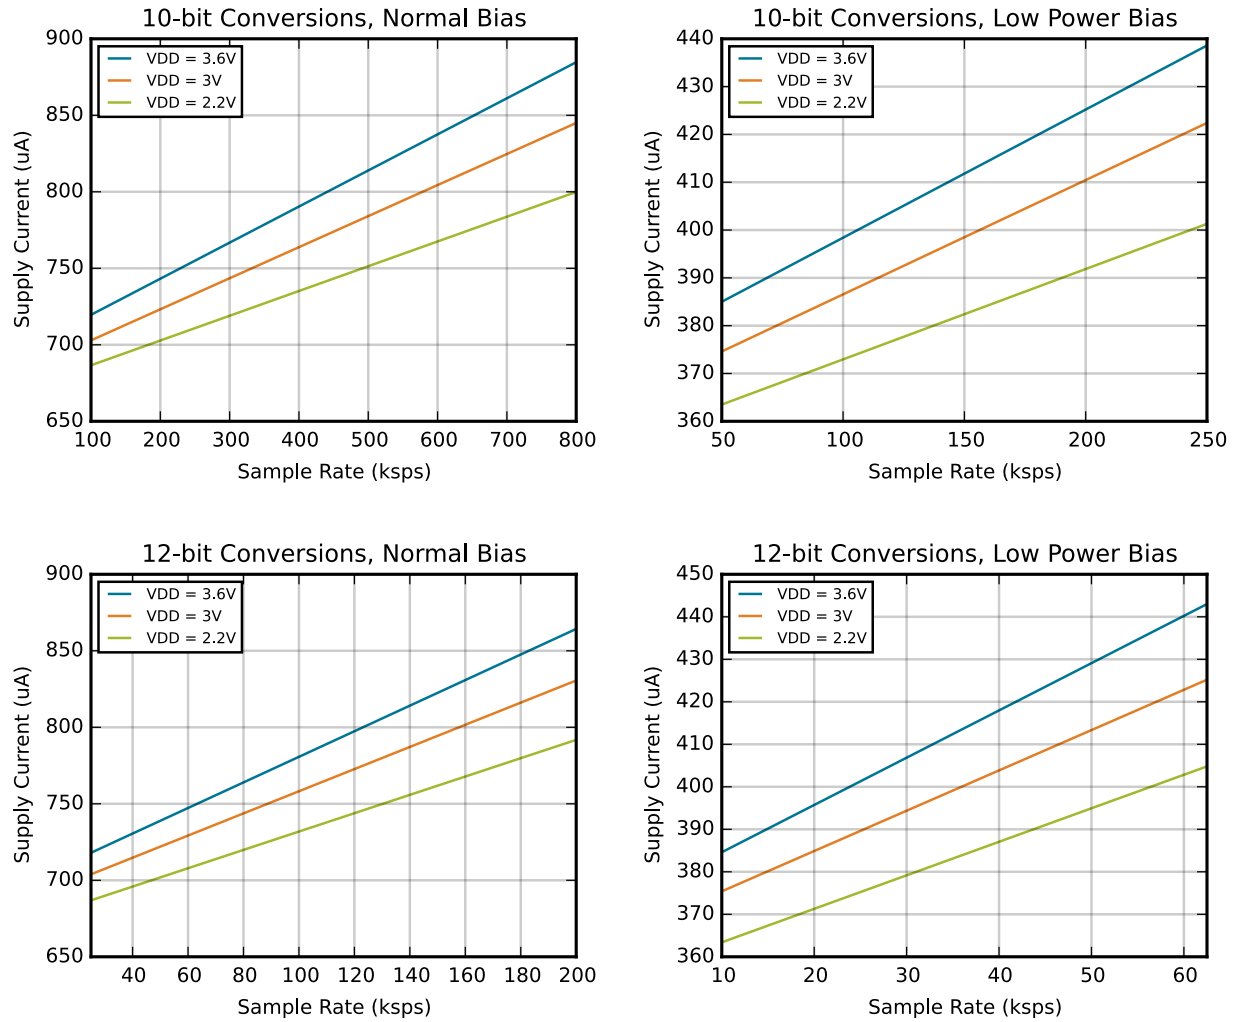 10-bit Conversions, Normal Bias
900
850
800
750
700
650
Supply Current (uA)
VDD = 3.6V
VDD = 3V
VDD = 2.2V
100 200 300 400 500 600 700 800
Sample Rate (ksps)
10-bit Conversions, Low Power Bias
440
430
420
410
400
390
380
370
360
Supply Current (uA)
VDD = 3.6V
VDD = 3V
VDD = 2.2V
50 100 150 200 250
Sample Rate (ksps)
12-bit Conversions, Normal Bias
900
850
800
750
700
650
Supply Current (uA)
VDD = 3.6V
VDD = 3V
VDD = 2.2V
40 60 80 100 120 140 160 180 200
Sample Rate (ksps)
12-bit Conversions, Low Power Bias
450
440
430
420
410
400
390
380
370
360
Supply Current (uA)
VDD = 3.6V
VDD = 3V
VDD = 2.2V
10 20 30 40 50 60
Sample Rate (ksps)